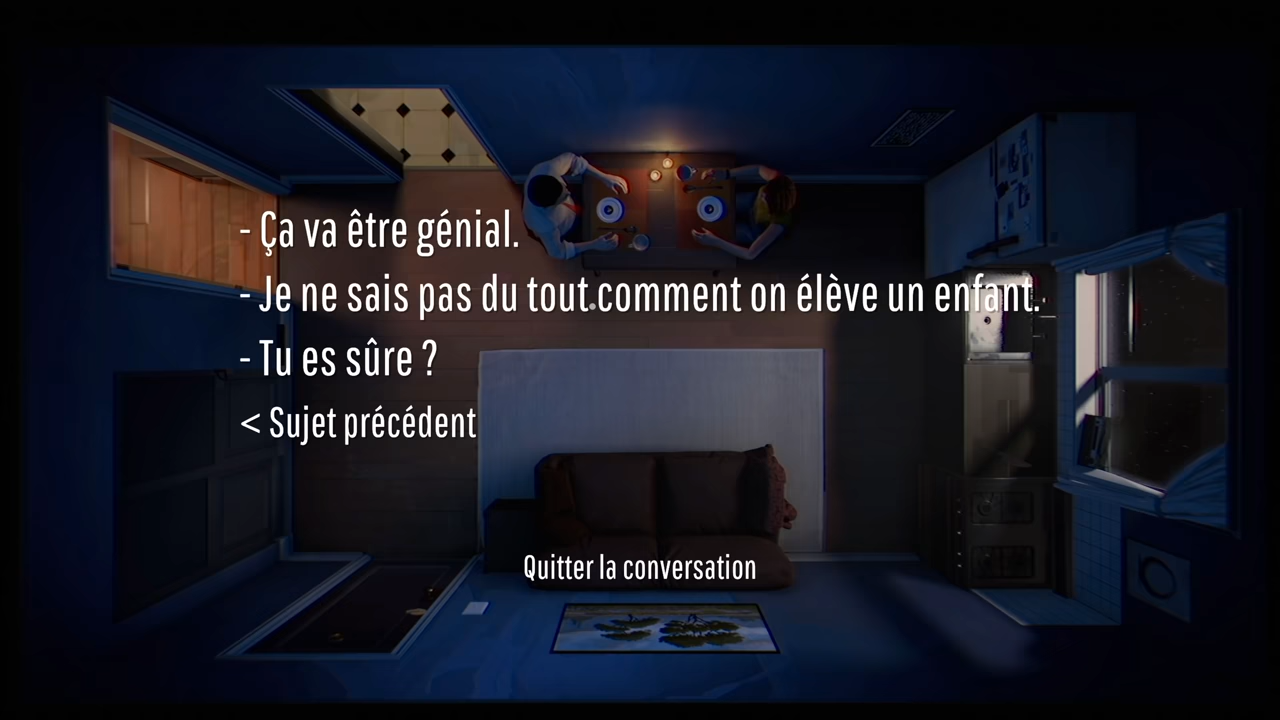 - Ça va être génial.
- Je ne sais pas du tout comment on élève un enfant.
- Tu es sûre ?
< Sujet précédent
Quitter la conversation